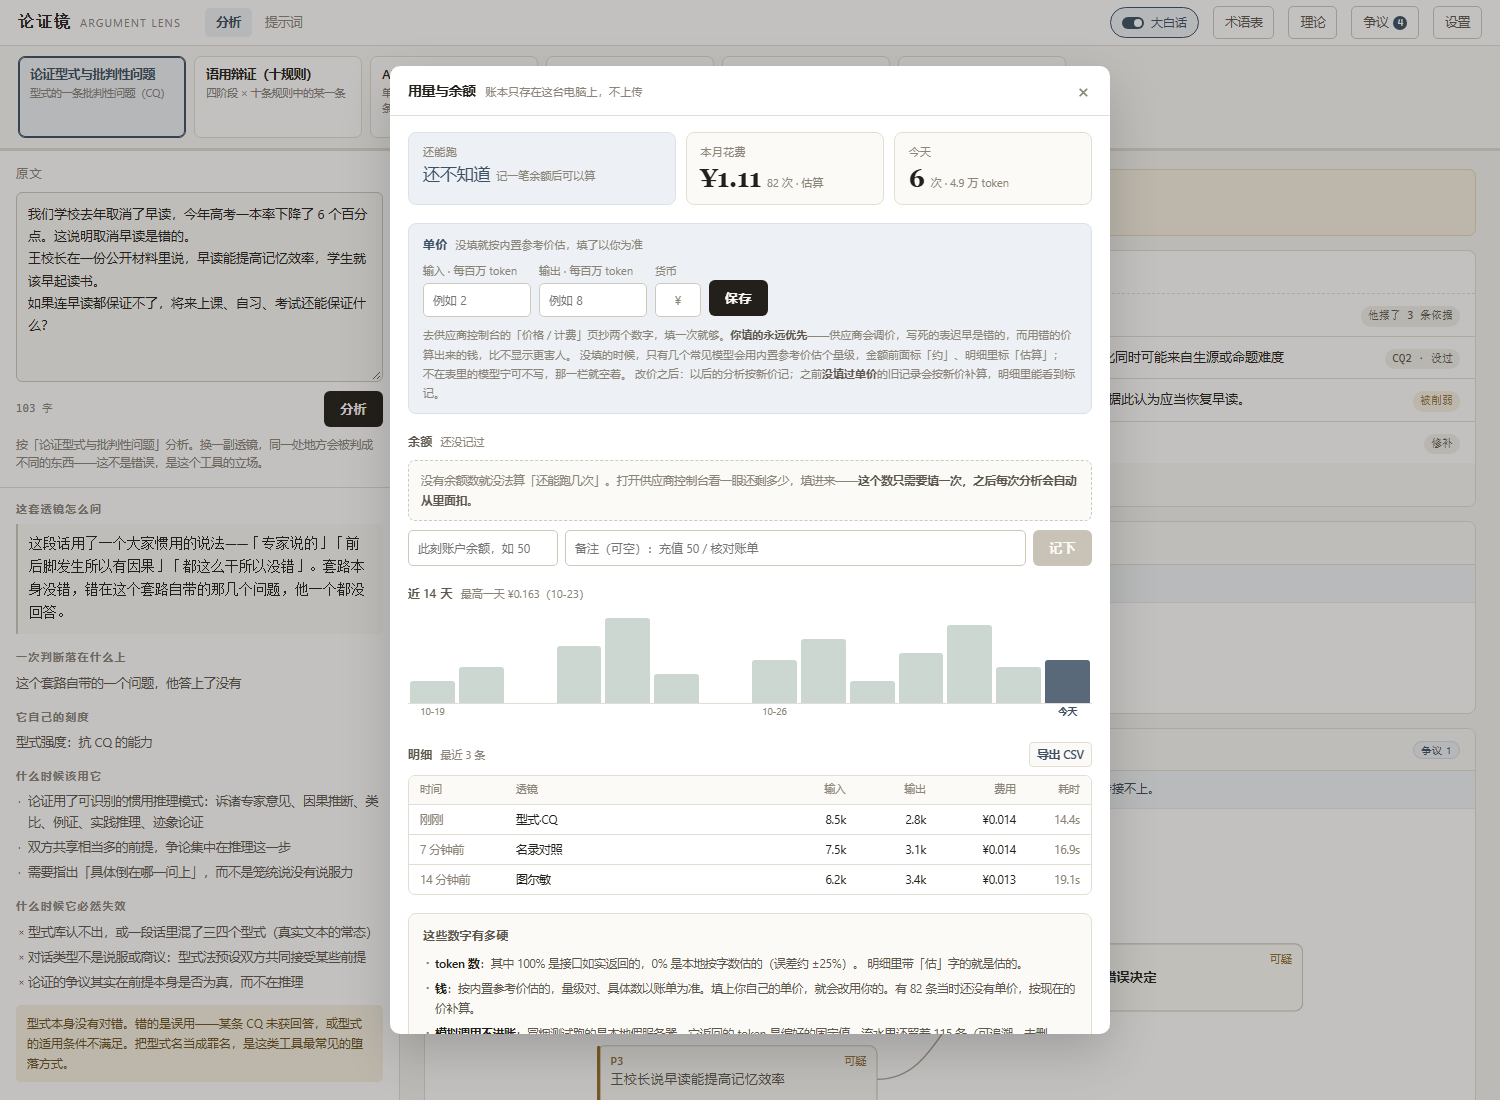 论证镜 ARGUMENT LENS 分析 提示词 大白话 术语表 理论 争议 4 设置
论证型式与批判性问题
型式的一条批判性问题（CQ）
语用辩证（十规则）
四阶段 × 十条规则中的某一条
原文
我们学校去年取消了早读，今年高考一本率下降了 6 个百分
点。这说明取消早读是错的。
王校长在一份公开材料里说，早读能提高记忆效率，学生就
该早起读书。
如果连早读都保证不了，将来上课、自习、考试还能保证什
么？
103 字
分析
按「论证型式与批判性问题」分析。换一副透镜，同一处地方会被判成
不同的东西——这不是错误，是这个工具的立场。
这套透镜怎么问
这段话用了一个大家惯用的说法——「专家说的」「前
后脚发生所以有因果」「都这么干所以没错」。套路本
身没错，错在这个套路自带的那几个问题，他一个都没
回答。
一次判断落在什么上
这个套路自带的一个问题，他答上了没有
它自己的刻度
型式强度：抗 CQ 的能力
什么时候该用它
· 论证用了可识别的惯用推理模式：诉诸专家意见、因果推断、类
比、例证、实践推理、迹象论证
· 双方共享相当多的前提，争论集中在推理这一步
· 需要指出「具体倒在哪一问上」，而不是笼统说没有说服力
什么时候它必然失效
× 型式库认不出，或一段话里混了三四个型式（真实文本的常态）
× 对话类型不是说服或商议：型式法预设双方共同接受某些前提
× 论证的争议其实在前提本身是否为真，而不在推理
型式本身没有对错。错的是误用——某条 CQ 未获回答，或型式
的适用条件不满足。把型式名当成罪名，是这类工具最常见的堕
落方式。
用量与余额 账本只存在这台电脑上，不上传 ×
还能跑
还不知道 记一笔余额后可以算
本月花费
¥1.11 82 次 · 估算
今天
6 次 · 4.9 万 token
单价 没填就按内置参考价估，填了以你为准
输入 · 每百万 token 输出 · 每百万 token 货币
例如 2 例如 8 ¥ 保存
去供应商控制台的「价格 / 计费」页抄两个数字，填一次就够。你填的永远优先——供应商会调价，写死的表迟早是错的，而用错的价
算出来的钱，比不显示更害人。 没填的时候，只有几个常见模型会用内置参考价估个量级，金额前面标「约」、明细里标「估算」；
不在表里的模型宁可不写，那一栏就空着。 改价之后：以后的分析按新价记；之前没填过单价的旧记录会按新价补算，明细里能看到标
记。
余额 还没记过
没有余额数就没法算「还能跑几次」。打开供应商控制台看一眼还剩多少，填进来——这个数只需要填一次，之后每次分析会自动
从里面扣。
此刻账户余额，如 50 备注（可空）：充值 50 / 核对账单 记下
近 14 天 最高一天 ¥0.163（10-23）
10-19 10-26 今天
明细 最近 3 条 导出 CSV
时间 透镜 输入 输出 费用 耗时
刚刚 型式·CQ 8.5k 2.8k ¥0.014 14.4s
7 分钟前 名录对照 7.5k 3.1k ¥0.014 16.9s
14 分钟前 图尔敏 6.2k 3.4k ¥0.013 19.1s
这些数字有多硬
· token 数：其中 100% 是接口如实返回的，0% 是本地按字数估的（误差约 ±25%）。 明细里带「估」字的就是估的。
· 钱：按内置参考价估的，量级对、具体数以账单为准。填上你自己的单价，就会改用你的。有 82 条当时还没有单价，按现在的
价补算。
他摆了 3 条依据
同时可能来自生源或命题难度 CQ2 · 没过
据此认为应当恢复早读。 被削弱
修补
争议 1
接不上。
可疑
错误决定
P3 可疑
王校长说早读能提高记忆效率